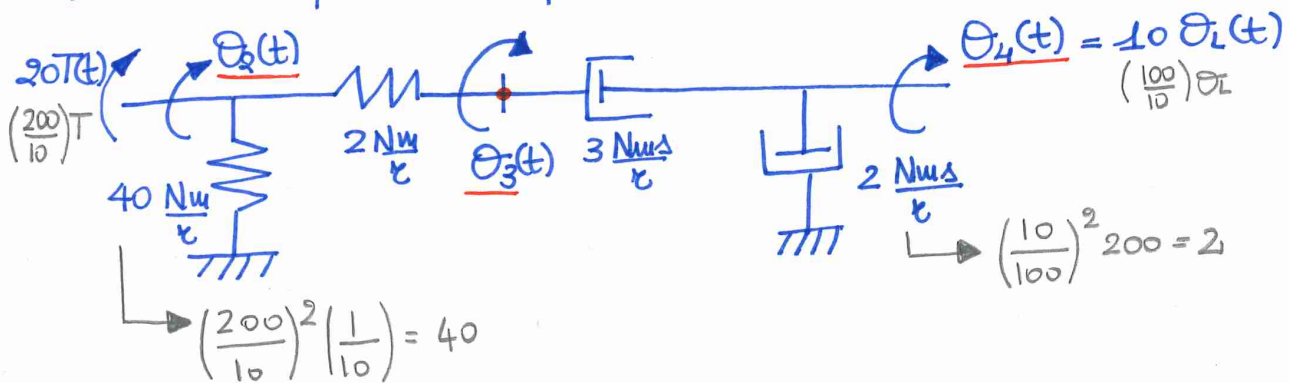 20T(t)
(200/10)T
θ2(t)
40 Nm/r
2 Nm/r
θ3(t)
3 Nms/r
2 Nms/r
θ4(t) = 10 θL(t)
(100/10)θL
(10/100)² 200 = 2
(200/10)² (1/10) = 40